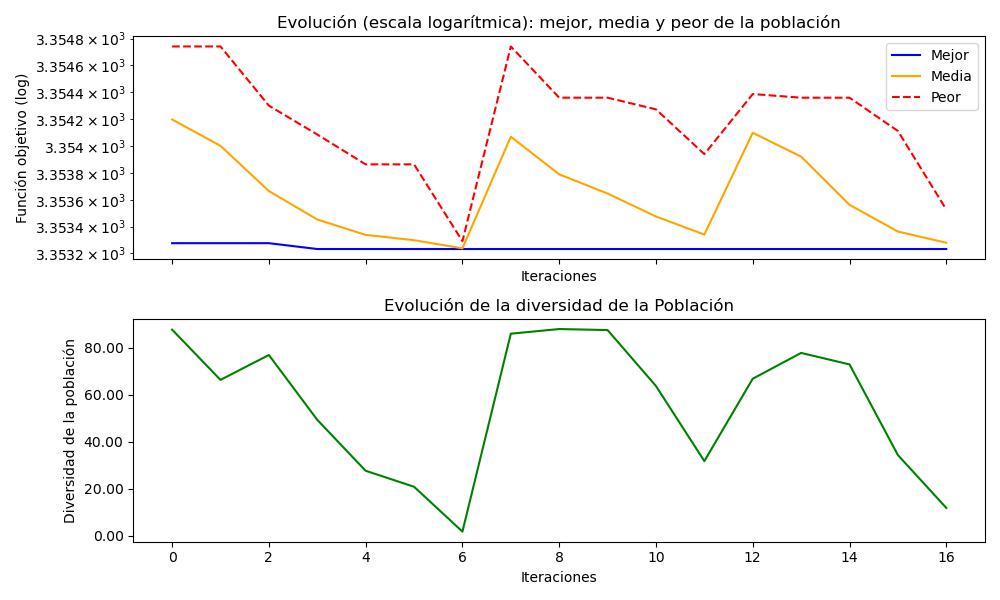 Evolución (escala logarítmica): mejor, media y peor de la población
Función objetivo (log)
3.3548 × 10³
3.3546 × 10³
3.3544 × 10³
3.3542 × 10³
3.354 × 10³
3.3538 × 10³
3.3536 × 10³
3.3534 × 10³
3.3532 × 10³
Mejor
Media
Peor
Iteraciones
Evolución de la diversidad de la Población
Diversidad de la población
80.00
60.00
40.00
20.00
0.00
0 2 4 6 8 10 12 14 16
Iteraciones